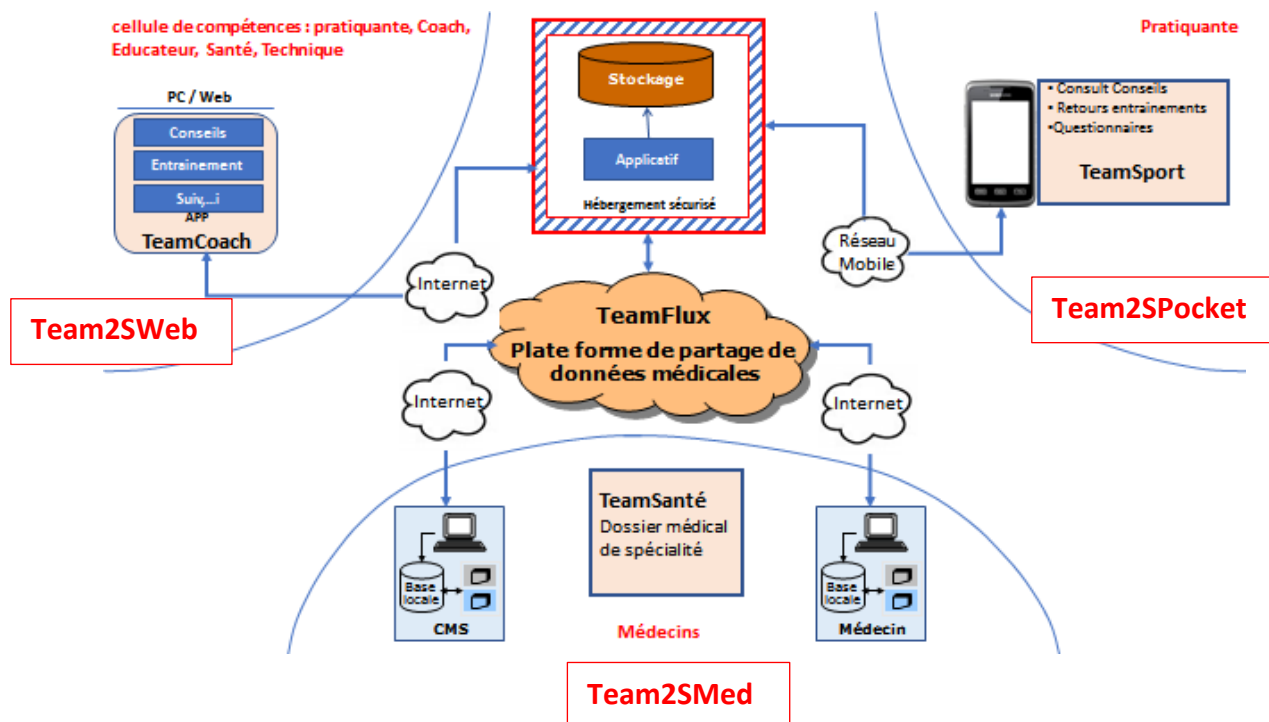 cellule de compétences : pratiquante, Coach,
Educateur, Santé, Technique
PC / Web
Conseils
Entrainement
Suiv,...i
APP
TeamCoach
Team2SWeb
Internet
Stockage
Applicatif
Hébergement sécurisé
Pratiquante
• Consult Conseils
• Retours entrainements
•Questionnaires
TeamSport
Réseau
Mobile
Team2SPocket
TeamFlux
Plate forme de partage de
données médicales
Internet
Internet
TeamSanté
Dossier médical
de spécialité
Base
locale
CMS
Base
locale
Médecin
Médecins
Team2SMed